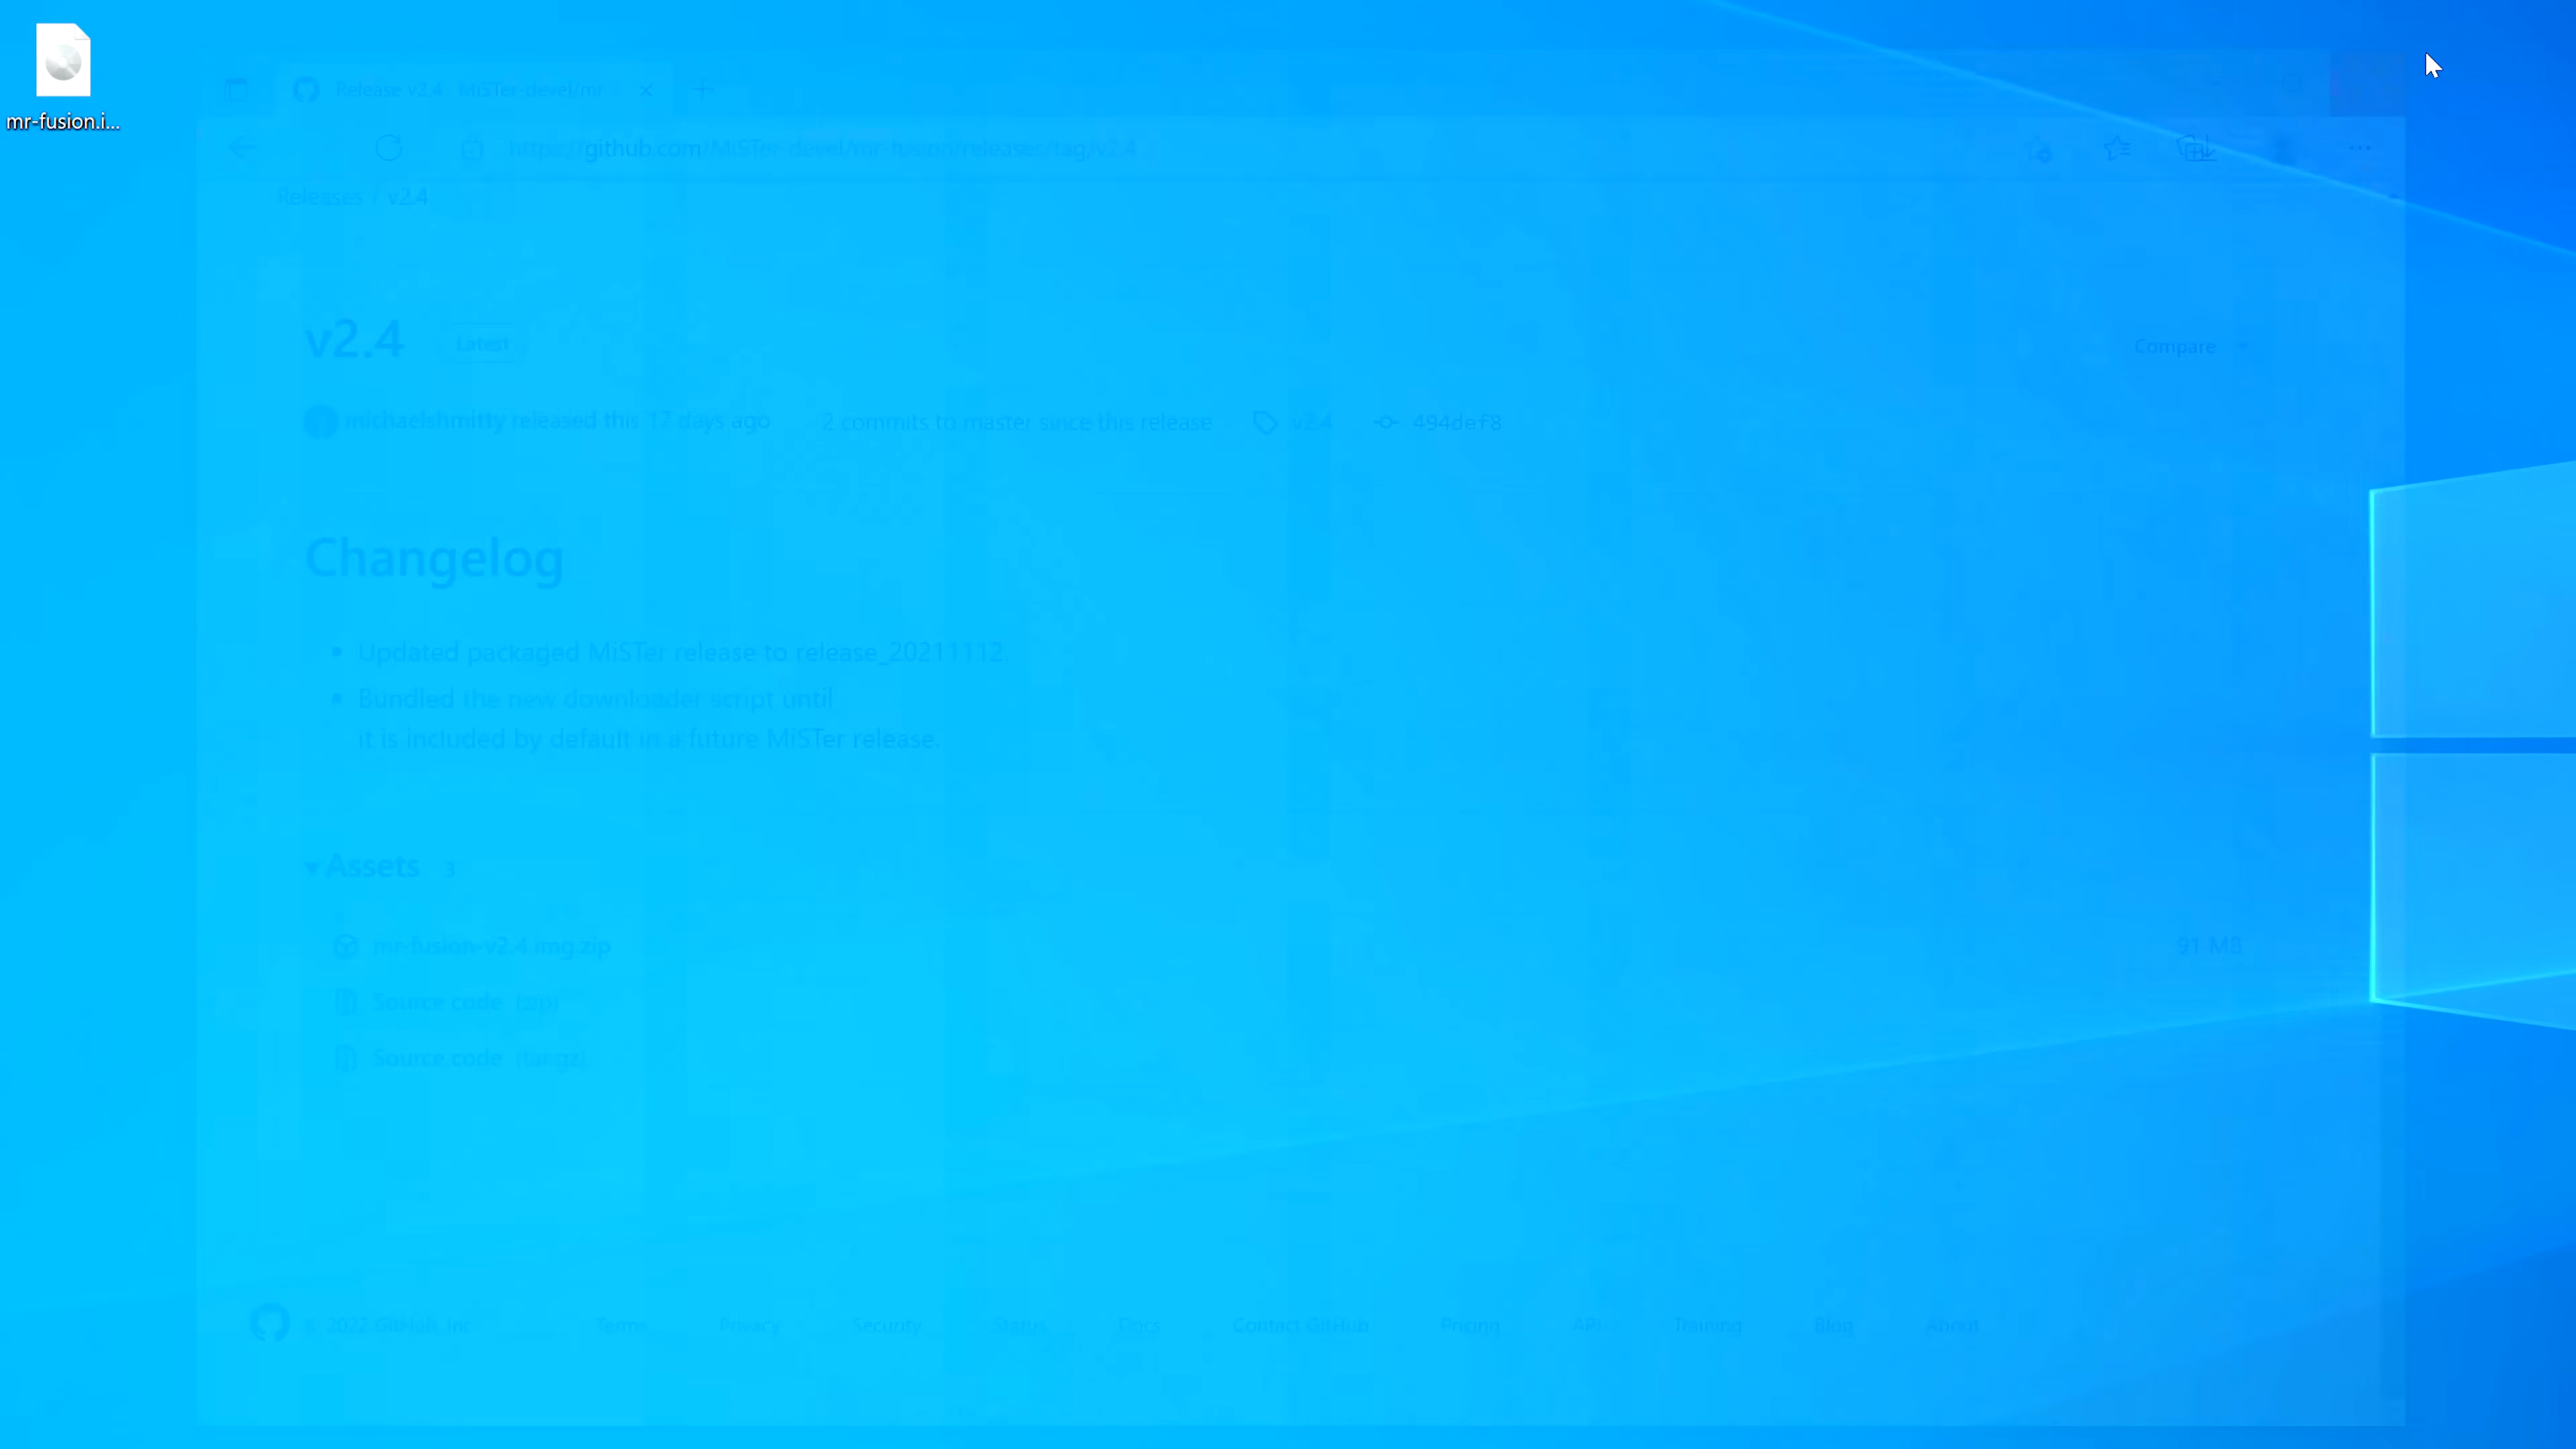 mr-fusion.i...
Release v2.4 · MiSTer-devel/mr
https://github.com/MiSTer-devel/mr-fusion/releases/tag/v2.4
Releases / v2.4
v2.4 Latest
Compare
michaelshmitty released this 17 days ago 2 commits to master since this release v2.4 494def8
Changelog
Updated packaged MiSTer release to release_20211112.
Bundled the new downloader script until
it is included by default in a future MiSTer release.
Assets 3
mr-fusion-v2.4.img.zip 91 MB
Source code (zip)
Source code (tar.gz)
© 2022 GitHub, Inc. Terms Privacy Security Status Docs Contact GitHub Pricing API Training Blog About